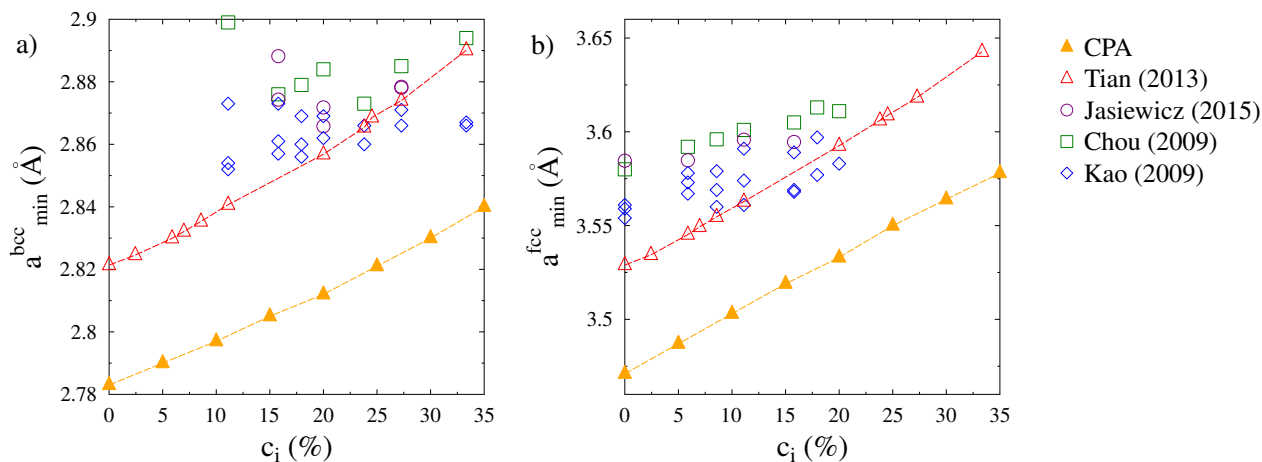 a)
2.9
2.88
2.86
2.84
2.82
2.8
2.78
a^bcc_min (Å)
0 5 10 15 20 25 30 35
c_i (%)
b)
3.65
3.6
3.55
3.5
a^fcc_min (Å)
0 5 10 15 20 25 30 35
c_i (%)
CPA
Tian (2013)
Jasiewicz (2015)
Chou (2009)
Kao (2009)